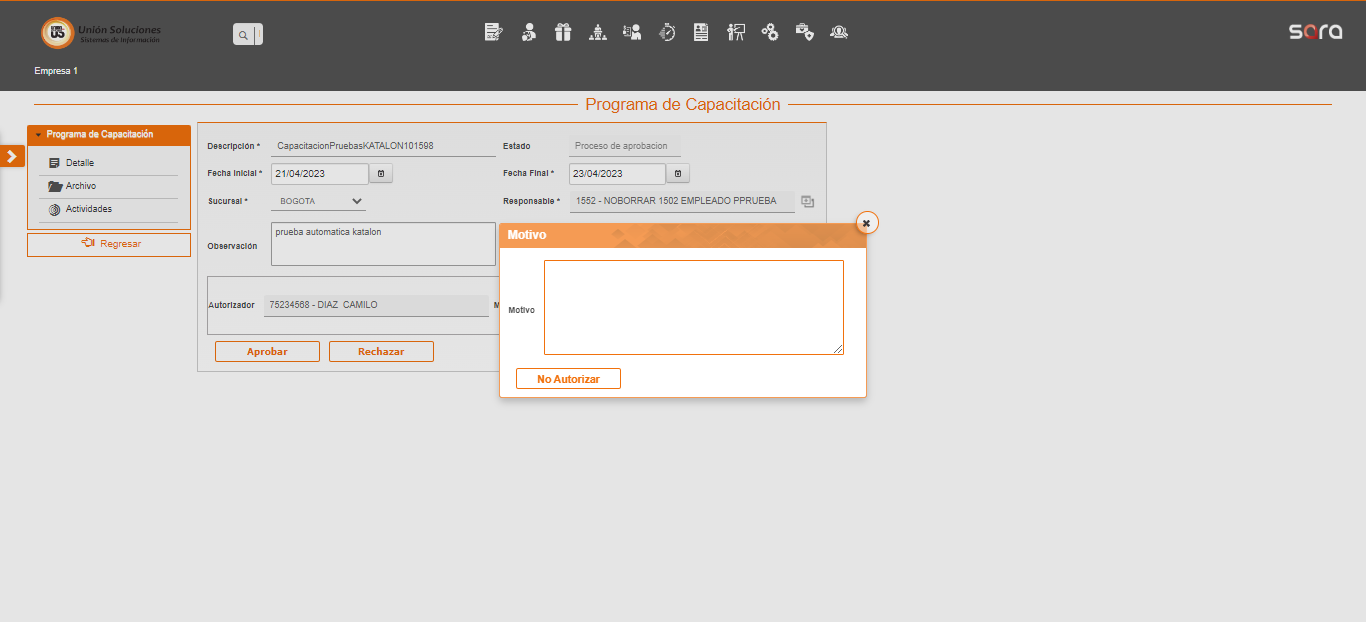 US
Unión Soluciones
Sistemas de Información
sora
Empresa 1
Programa de Capacitación
Programa de Capacitación
Detalle
Archivo
Actividades
Regresar
Descripción * CapacitacionPruebasKATALON101598 Estado Proceso de aprobacion
Fecha Inicial * 21/04/2023 Fecha Final * 23/04/2023
Sucursal * BOGOTA Responsable * 1552 - NOBORRAR 1502 EMPLEADO PPRUEBA
Observación prueba automatica katalon
Autorizador 75234568 - DIAZ CAMILO M
Aprobar Rechazar
Motivo
Motivo
No Autorizar